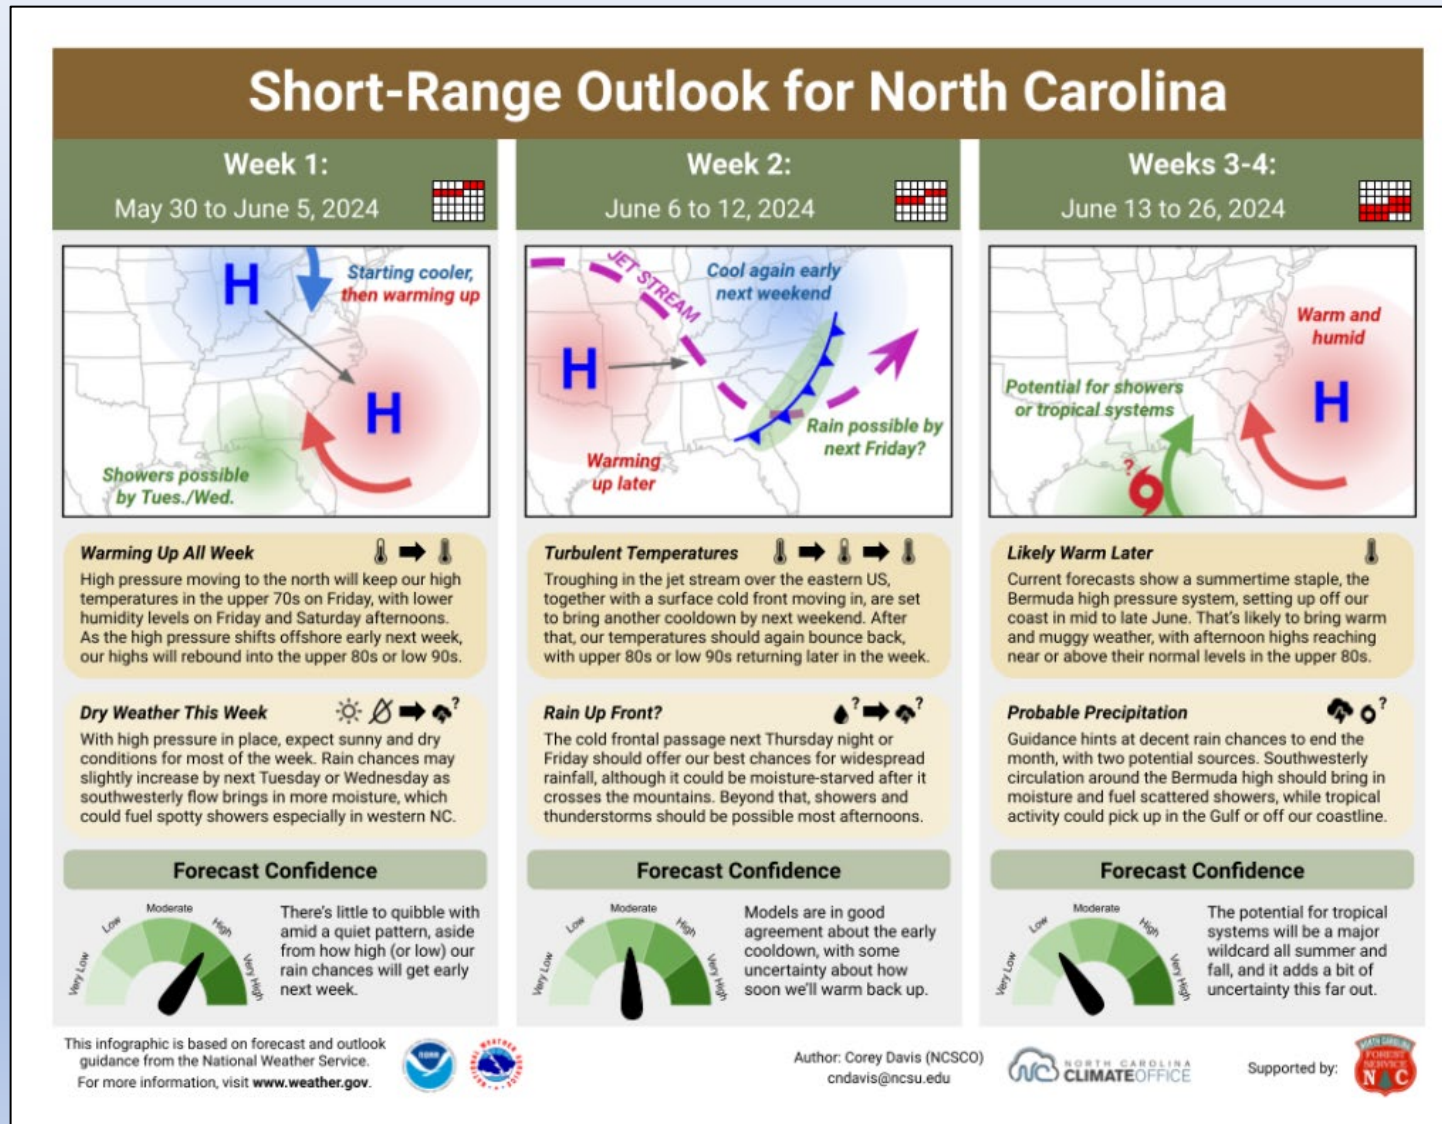 Short-Range Outlook for North Carolina
Week 1:
May 30 to June 5, 2024
H
H
Starting cooler,
then warming up
Showers possible
by Tues./Wed.
Warming Up All Week
High pressure moving to the north will keep our high
temperatures in the upper 70s on Friday, with lower
humidity levels on Friday and Saturday afternoons.
As the high pressure shifts offshore early next week,
our highs will rebound into the upper 80s or low 90s.
Dry Weather This Week
?
With high pressure in place, expect sunny and dry
conditions for most of the week. Rain chances may
slightly increase by next Tuesday or Wednesday as
southwesterly flow brings in more moisture, which
could fuel spotty showers especially in western NC.
Forecast Confidence
Very Low
Low
Moderate
High
Very High
There's little to quibble with
amid a quiet pattern, aside
from how high (or low) our
rain chances will get early
next week.
Week 2:
June 6 to 12, 2024
JET STREAM
Cool again early
next weekend
H
Rain possible by
next Friday?
Warming
up later
Turbulent Temperatures
Troughing in the jet stream over the eastern US,
together with a surface cold front moving in, are set
to bring another cooldown by next weekend. After
that, our temperatures should again bounce back,
with upper 80s or low 90s returning later in the week.
Rain Up Front?
? ?
The cold frontal passage next Thursday night or
Friday should offer our best chances for widespread
rainfall, although it could be moisture-starved after it
crosses the mountains. Beyond that, showers and
thunderstorms should be possible most afternoons.
Forecast Confidence
Very Low
Low
Moderate
High
Very High
Models are in good
agreement about the early
cooldown, with some
uncertainty about how
soon we'll warm back up.
Weeks 3-4:
June 13 to 26, 2024
Warm and
humid
H
Potential for showers
or tropical systems
?
Likely Warm Later
Current forecasts show a summertime staple, the
Bermuda high pressure system, setting up off our
coast in mid to late June. That's likely to bring warm
and muggy weather, with afternoon highs reaching
near or above their normal levels in the upper 80s.
Probable Precipitation
?
Guidance hints at decent rain chances to end the
month, with two potential sources. Southwesterly
circulation around the Bermuda high should bring in
moisture and fuel scattered showers, while tropical
activity could pick up in the Gulf or off our coastline.
Forecast Confidence
Very Low
Low
Moderate
High
Very High
The potential for tropical
systems will be a major
wildcard all summer and
fall, and it adds a bit of
uncertainty this far out.
This infographic is based on forecast and outlook
guidance from the National Weather Service.
For more information, visit www.weather.gov.
NOAA
NATIONAL WEATHER SERVICE
Author: Corey Davis (NCSCO)
cndavis@ncsu.edu
NC
NORTH CAROLINA
CLIMATE OFFICE
Supported by:
NORTH CAROLINA
FOREST
SERVICE
N C